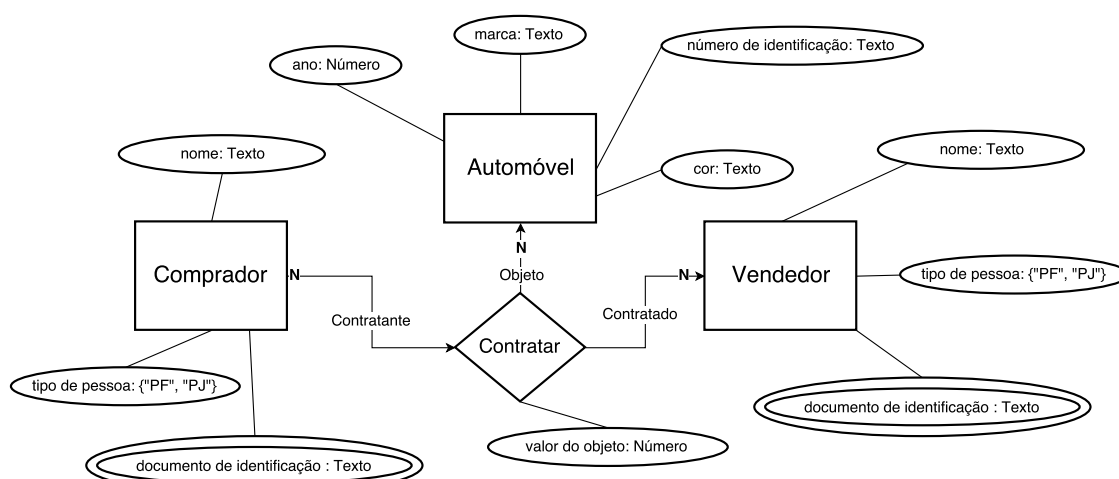 marca: Texto
número de identificação: Texto
ano: Número
Automóvel
nome: Texto
nome: Texto
cor: Texto
N
Comprador
N
Objeto
N
Vendedor
tipo de pessoa: {"PF", "PJ"}
Contratante
Contratado
Contratar
tipo de pessoa: {"PF", "PJ"}
documento de identificação : Texto
valor do objeto: Número
documento de identificação : Texto